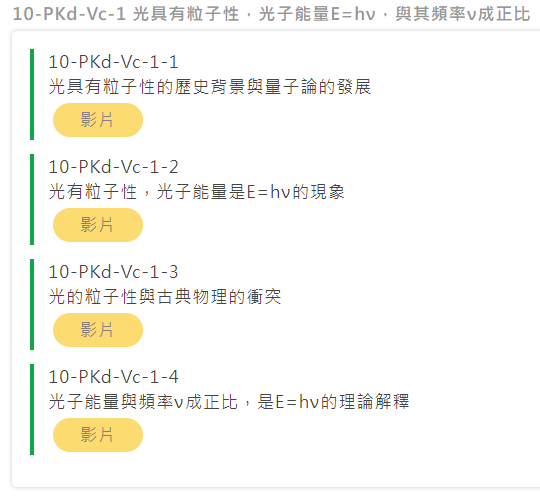 10-PKd-Vc-1 光具有粒子性，光子能量E=hν，與其頻率ν成正比
10-PKd-Vc-1-1
光具有粒子性的歷史背景與量子論的發展
影片
10-PKd-Vc-1-2
光有粒子性，光子能量是E=hν的現象
影片
10-PKd-Vc-1-3
光的粒子性與古典物理的衝突
影片
10-PKd-Vc-1-4
光子能量與頻率ν成正比，是E=hν的理論解釋
影片